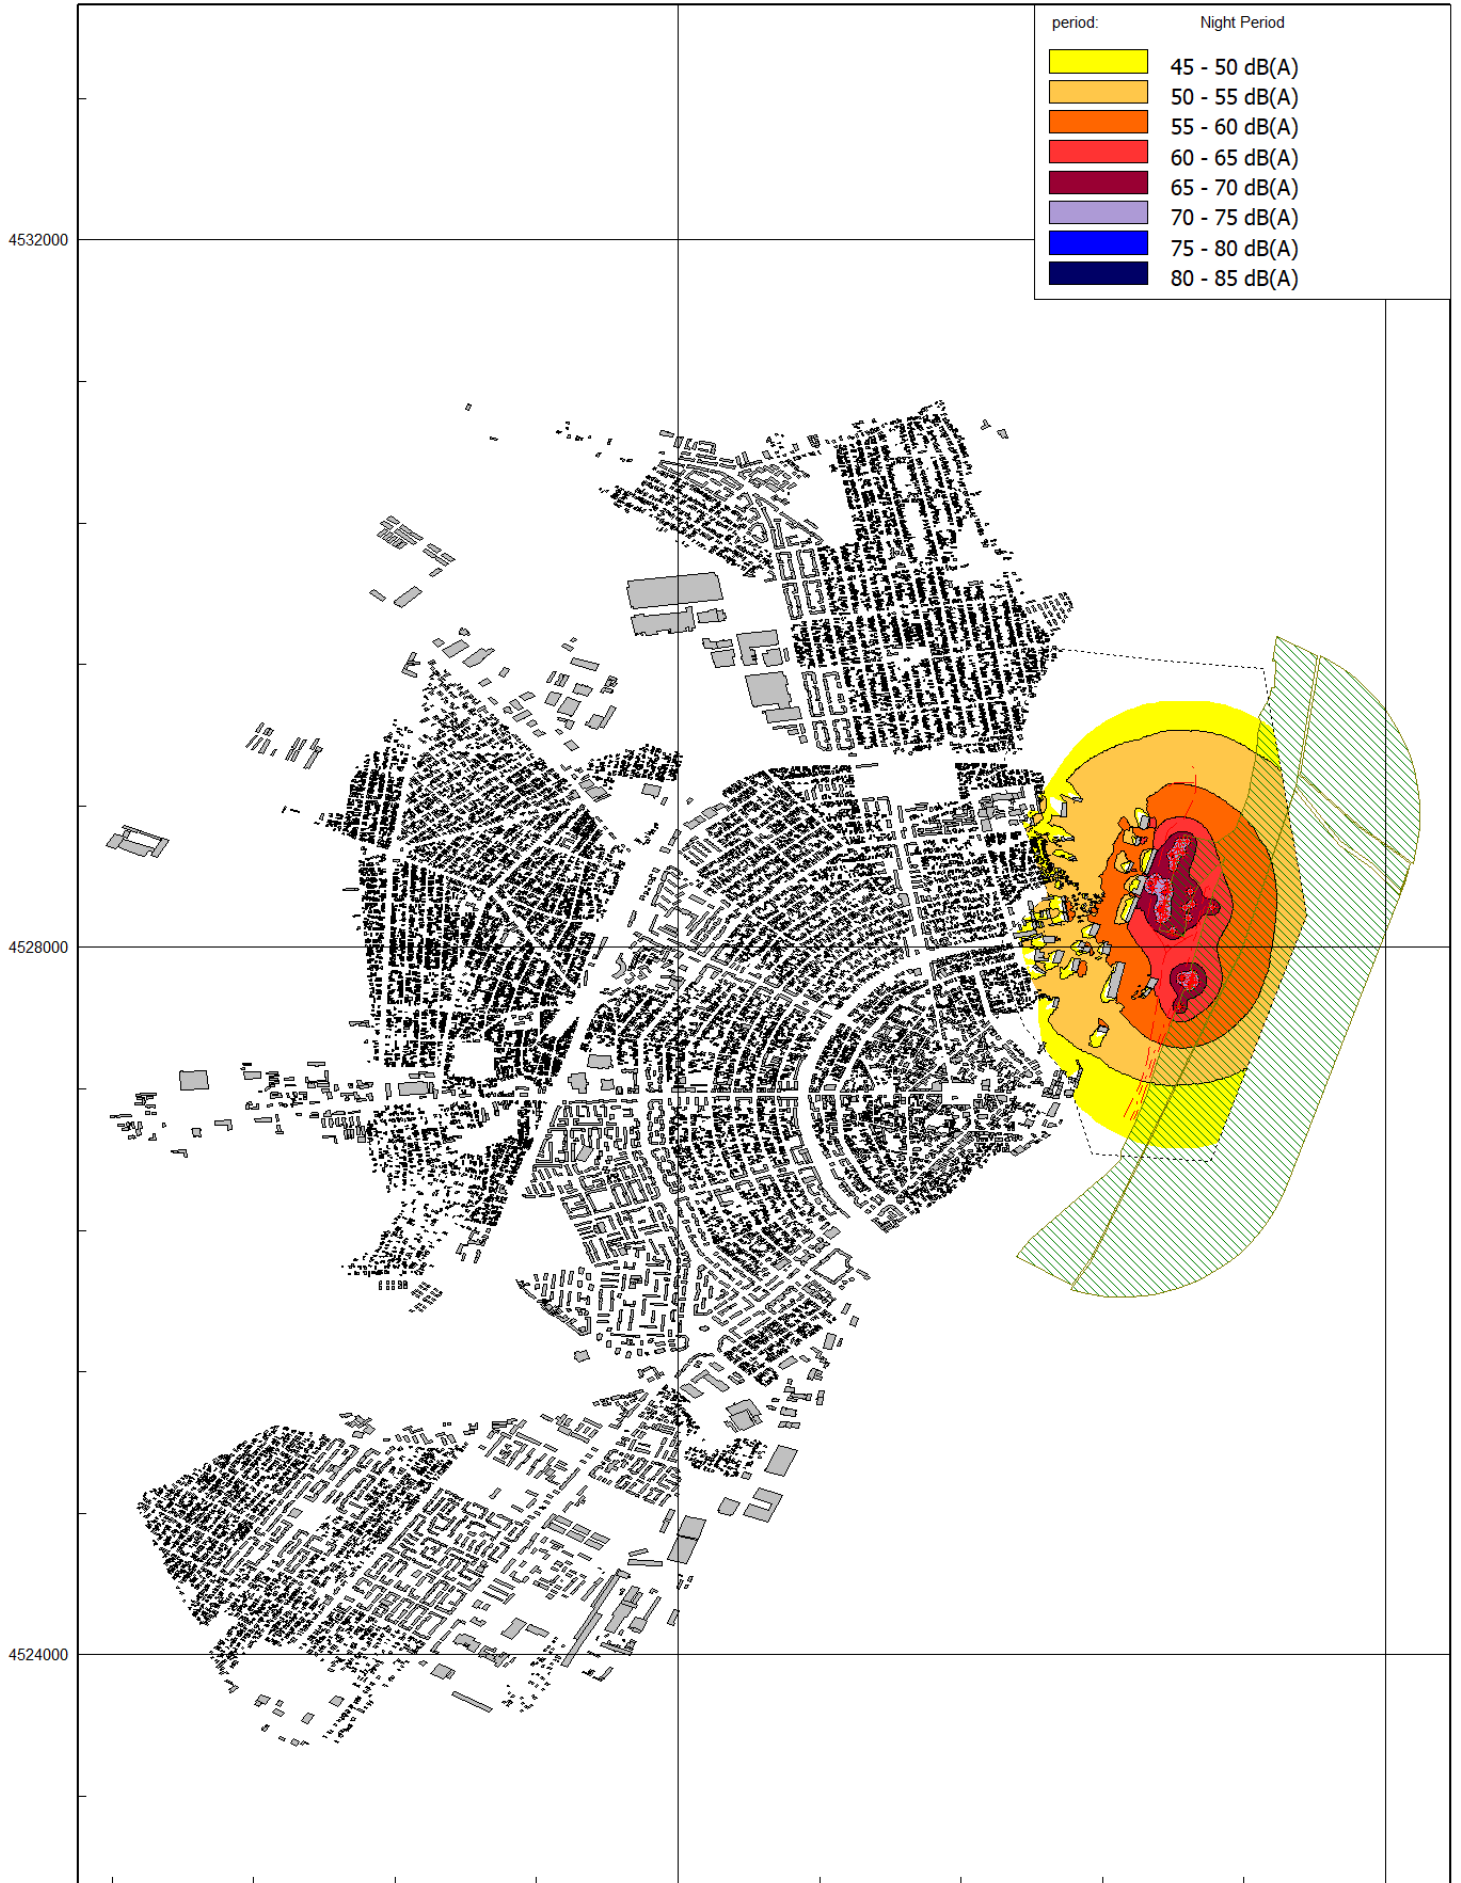 period: Night Period
45 - 50 dB(A)
50 - 55 dB(A)
55 - 60 dB(A)
60 - 65 dB(A)
65 - 70 dB(A)
70 - 75 dB(A)
75 - 80 dB(A)
80 - 85 dB(A)
4532000
4528000
4524000